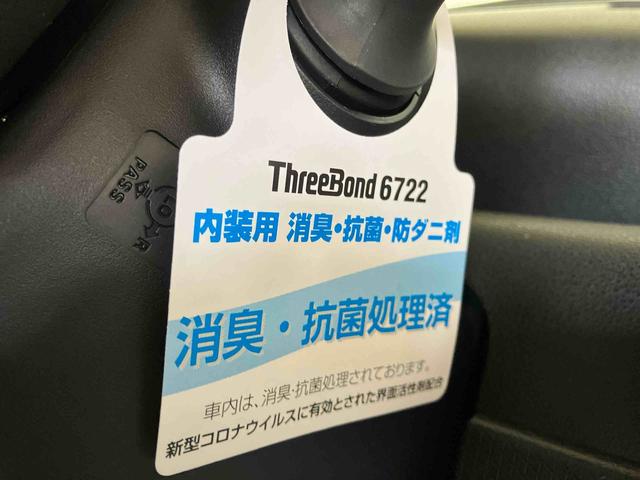 ThreeBond 6722
内装用 消臭・抗菌・防ダニ剤
消臭・抗菌処理済
車内は、消臭・抗菌処理されております。
新型コロナウイルスに有効とされた界面活性剤配合
PASS
LO
R